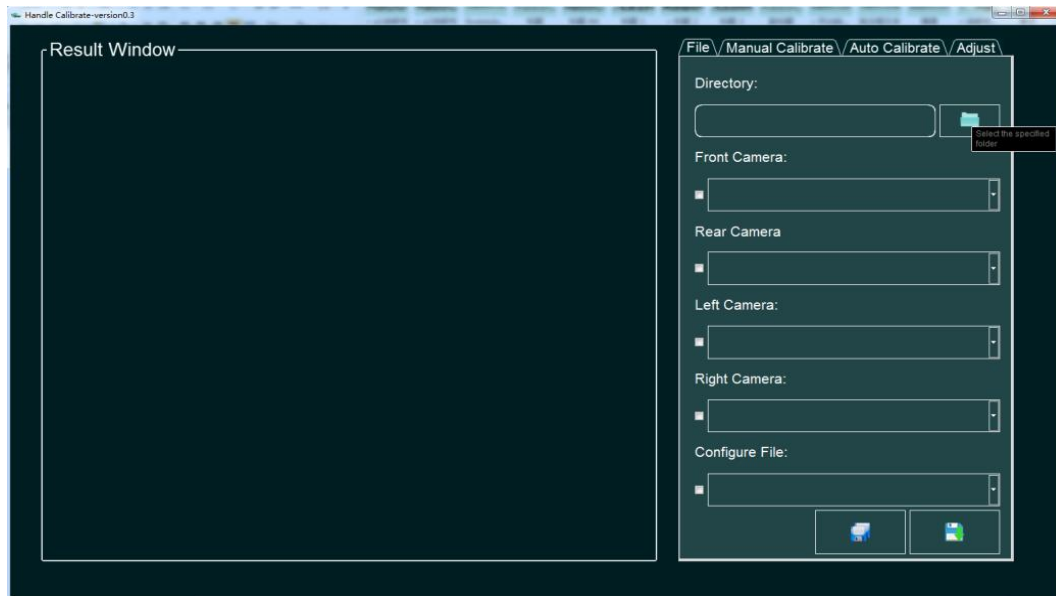 Handle Calibrate-version0.3
Result Window
File
Manual Calibrate
Auto Calibrate
Adjust
Directory:
Select the specified
folder
Front Camera:
Rear Camera
Left Camera:
Right Camera:
Configure File: